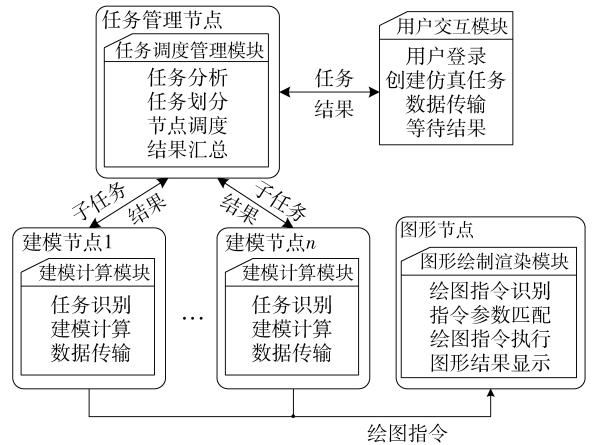 任务管理节点
任务调度管理模块
任务分析
任务划分
节点调度
结果汇总
任务
结果
用户交互模块
用户登录
创建仿真任务
数据传输
等待结果
子任务
结果
子任务
结果
建模节点1
建模计算模块
任务识别
建模计算
数据传输
...
建模节点n
建模计算模块
任务识别
建模计算
数据传输
图形节点
图形绘制渲染模块
绘图指令识别
指令参数匹配
绘图指令执行
图形结果显示
绘图指令